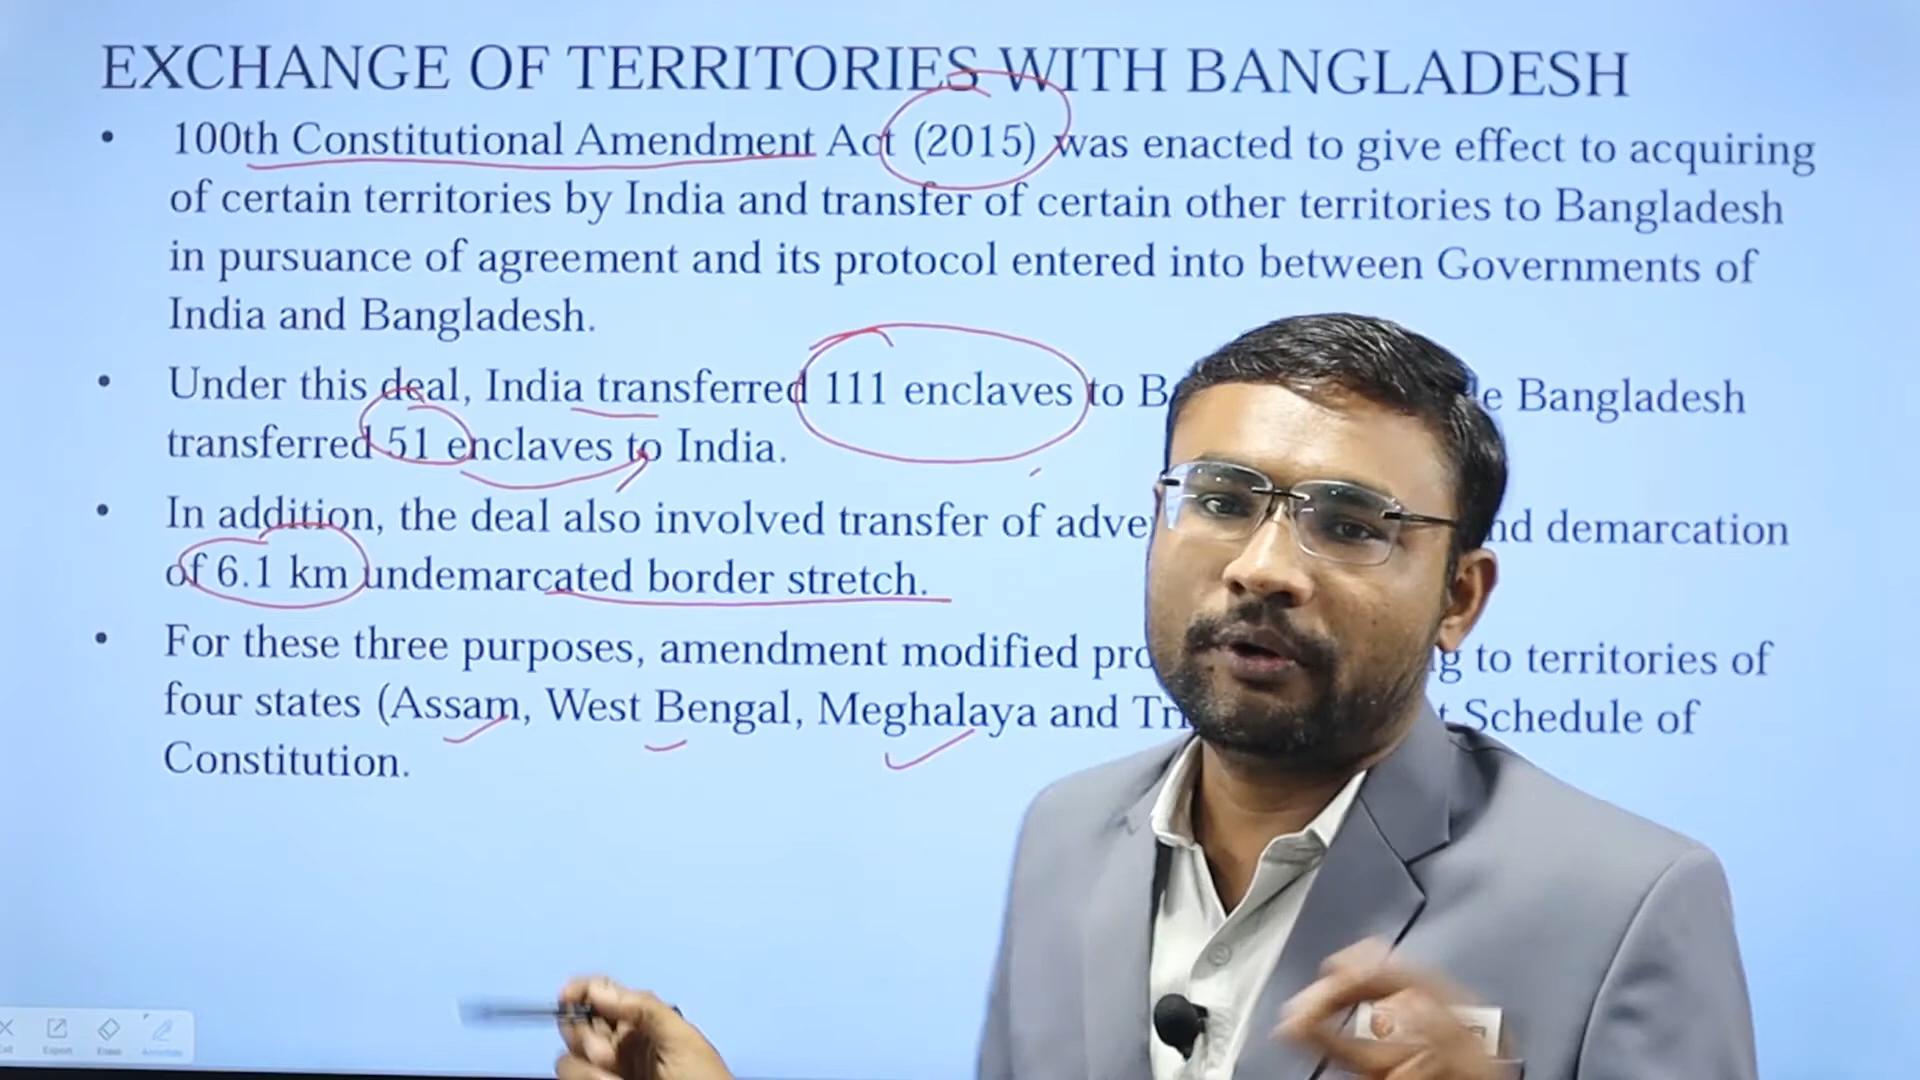 EXCHANGE OF TERRITORIES WITH BANGLADESH
• 100th Constitutional Amendment Act (2015) was enacted to give effect to acquiring
of certain territories by India and transfer of certain other territories to Bangladesh
in pursuance of agreement and its protocol entered into between Governments of
India and Bangladesh.
• Under this deal, India transferred 111 enclaves to Bangladesh
transferred 51 enclaves to India.
• In addition, the deal also involved transfer of demarcation
of 6.1 km undemarcated border stretch.
• For these three purposes, amendment modified to territories of
four states (Assam, West Bengal, Meghalaya and Schedule of
Constitution.
Export Erase Annotate